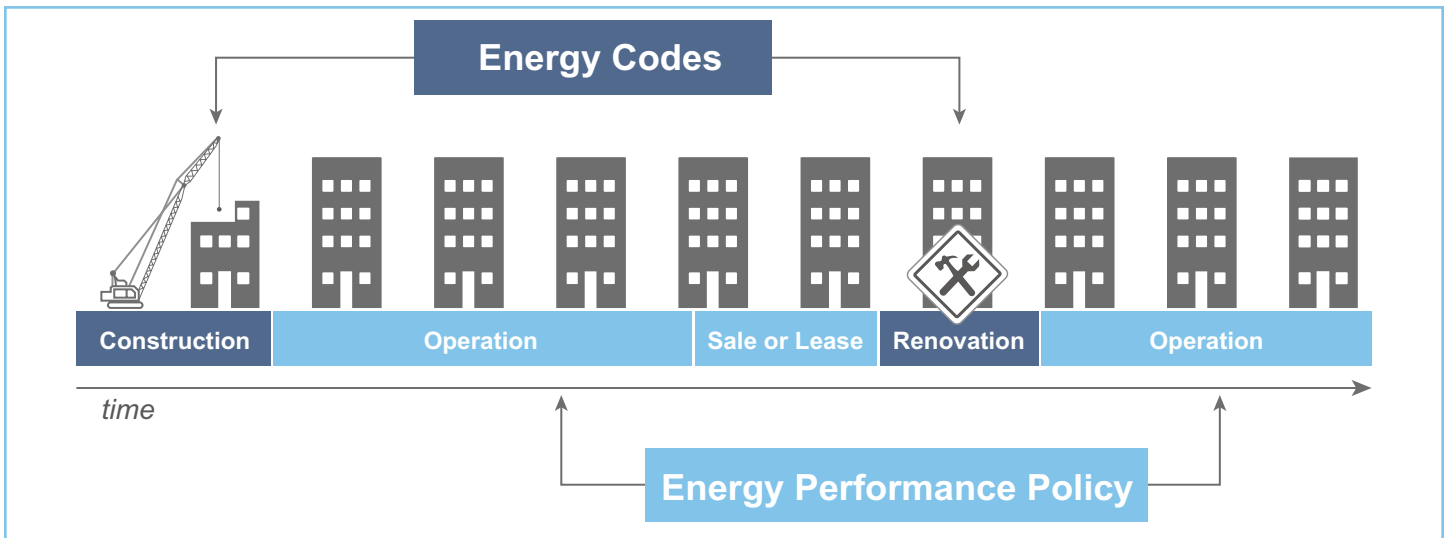 Energy Codes
Construction
Operation
Sale or Lease
Renovation
Operation
time
Energy Performance Policy